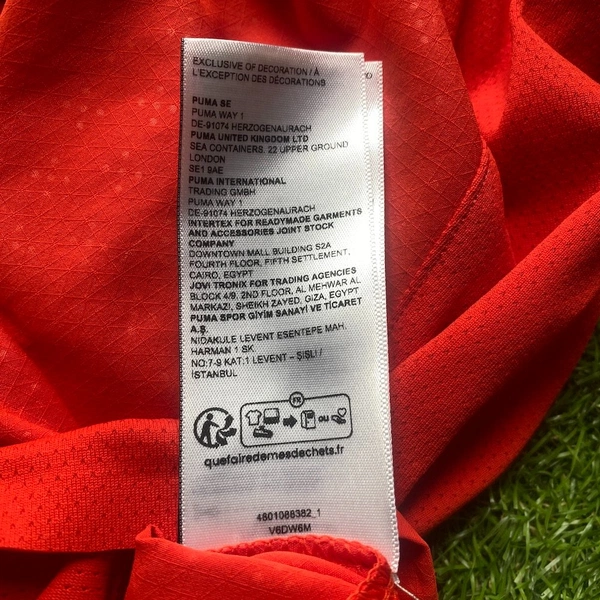 EXCLUSIVE OF DECORATION / À
L'EXCEPTION DES DÉCORATIONS
PUMA SE
PUMA WAY 1
DE-91074 HERZOGENAURACH
PUMA UNITED KINGDOM LTD
SEA CONTAINERS, 22 UPPER GROUND
LONDON
SE1 9AE
PUMA INTERNATIONAL
TRADING GMBH
PUMA WAY 1
DE-91074 HERZOGENAURACH
INTERTEX FOR READYMADE GARMENTS
AND ACCESSORIES JOINT STOCK
COMPANY
DOWNTOWN MALL BUILDING S2A
FOURTH FLOOR, FIFTH SETTLEMENT,
CAIRO, EGYPT
JOVI TRONIX FOR TRADING AGENCIES
BLOCK 4/9, 2ND FLOOR, AL MEHWAR AL
MARKAZI, SHEIKH ZAYED, GIZA, EGYPT
PUMA SPOR GİYİM SANAYİ VE TİCARET
A.Ş.
NIDAKULE LEVENT ESENTEPE MAH.
HARMAN 1 SK
NO:7-9 KAT:1 LEVENT – ŞİŞLİ /
İSTANBUL
FR
OU
quefairedemesdechets.fr
4801086382_1
V6DW6M